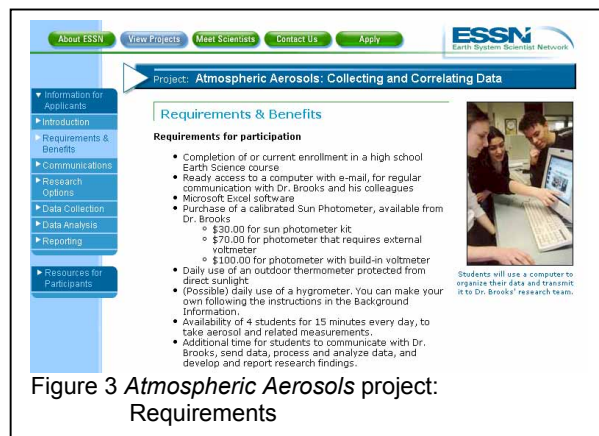 About ESSN
View Projects
Meet Scientists
Contact Us
Apply
ESSN
Earth System Scientist Network
Project: Atmospheric Aerosols: Collecting and Correlating Data
Information for
Applicants
Introduction
Requirements &
Benefits
Communications
Research
Options
Data Collection
Data Analysis
Reporting
Resources for
Participants
Requirements & Benefits
Requirements for participation
Completion of or current enrollment in a high school
Earth Science course
Ready access to a computer with e-mail, for regular
communication with Dr. Brooks and his colleagues
Microsoft Excel software
Purchase of a calibrated Sun Photometer, available from
Dr. Brooks
$30.00 for sun photometer kit
$70.00 for photometer that requires external
voltmeter
$100.00 for photometer with build-in voltmeter
Daily use of an outdoor thermometer protected from
direct sunlight
(Possible) daily use of a hygrometer. You can make your
own following the instructions in the Background
Information.
Availability of 4 students for 15 minutes every day, to
take aerosol and related measurements.
Additional time for students to communicate with Dr.
Brooks, send data, process and analyze data, and
develop and report research findings.
Students will use a computer to
organize their data and transmit
it to Dr. Brooks' research team.
Figure 3 Atmospheric Aerosols project:
Requirements